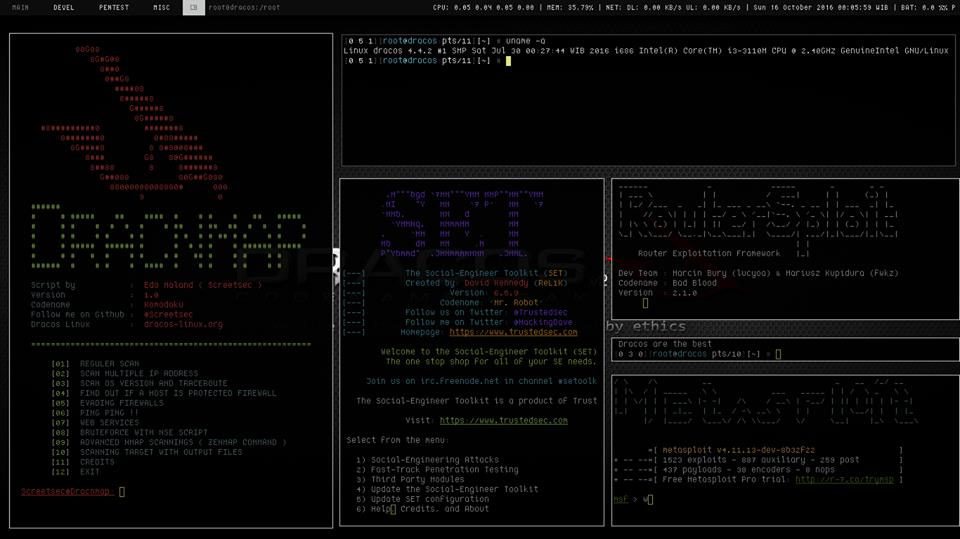 MAIN DEVEL PENTEST MISC CB root@dracos:/root CPU: 0.05 0.04 0.05 0.00 | MEM: 35.79% | NET: DL: 0.00 KB UL: 0.00 KB | Sun 16 October 2016 00:05:59 WIB | BAT: 0.0 %% P
[0 5 1][root@dracos pts/11][~] # uname -a
Linux dracos 4.4.2 #1 SMP Sat Jul 30 00:27:44 WIB 2016 i686 Intel(R) Core(TM) i3-3110M CPU @ 2.40GHz GenuineIntel GNU/Linux
[0 5 1][root@dracos pts/11][~] #
DRACNMAP
Script by : Edo Maland ( Screetsec )
Version : 1.0
Codename : Komodoku
Follow me on Github : @Screetsec
Dracos Linux : dracos-linux.org
[01] REGULER SCAN
[02] SCAN MULTIPLE IP ADDRESS
[03] SCAN OS VERSION AND TRACEROUTE
[04] FIND OUT IF A HOST IS PROTECTED FIREWALL
[05] EVADING FIREWALLS
[06] PING PING !!
[07] WEB SERVICES
[08] BRUTEFORCE WITH NSE SCRIPT
[09] ADVANCED NMAP SCANNINGS ( ZENMAP COMMAND )
[10] SCANNING TARGET WITH OUTPUT FILES
[11] CREDITS
[12] EXIT
Screetsec@Dracnmap
SET
[---] The Social-Engineer Toolkit (SET)
[---] Created by: David Kennedy (ReL1K)
Version: 6.5.9
Codename: 'Mr. Robot'
[---] Follow us on Twitter: @TrustedSec
[---] Follow me on Twitter: @HackingDave
[---] Homepage: https://www.trustedsec.com
Welcome to the Social-Engineer Toolkit (SET)
The one stop shop for all of your SE needs.
Join us on irc.freenode.net in channel #setoolk
The Social-Engineer Toolkit is a product of Trust
Visit: https://www.trustedsec.com
Select from the menu:
1) Social-Engineering Attacks
2) Fast-Track Penetration Testing
3) Third Party Modules
4) Update the Social-Engineer Toolkit
5) Update SET configuration
6) Help, Credits, and About
RouterSploit
Router Exploitation Framework
Dev Team : Marcin Bury (lucyoa) & Mariusz Kupidura (fwkz)
Codename : Bad Blood
Version : 2.1.0
DRACOS
by ethics
Dracos are the best
[0 3 0][root@dracos pts/10][~] #
=[ metasploit v4.11.13-dev-8b32f22 ]
+ -- --=[ 1523 exploits - 887 auxiliary - 259 post ]
+ -- --=[ 437 payloads - 38 encoders - 8 nops ]
+ -- --=[ Free Metasploit Pro trial: http://r-7.co/trymsp ]
msf > w